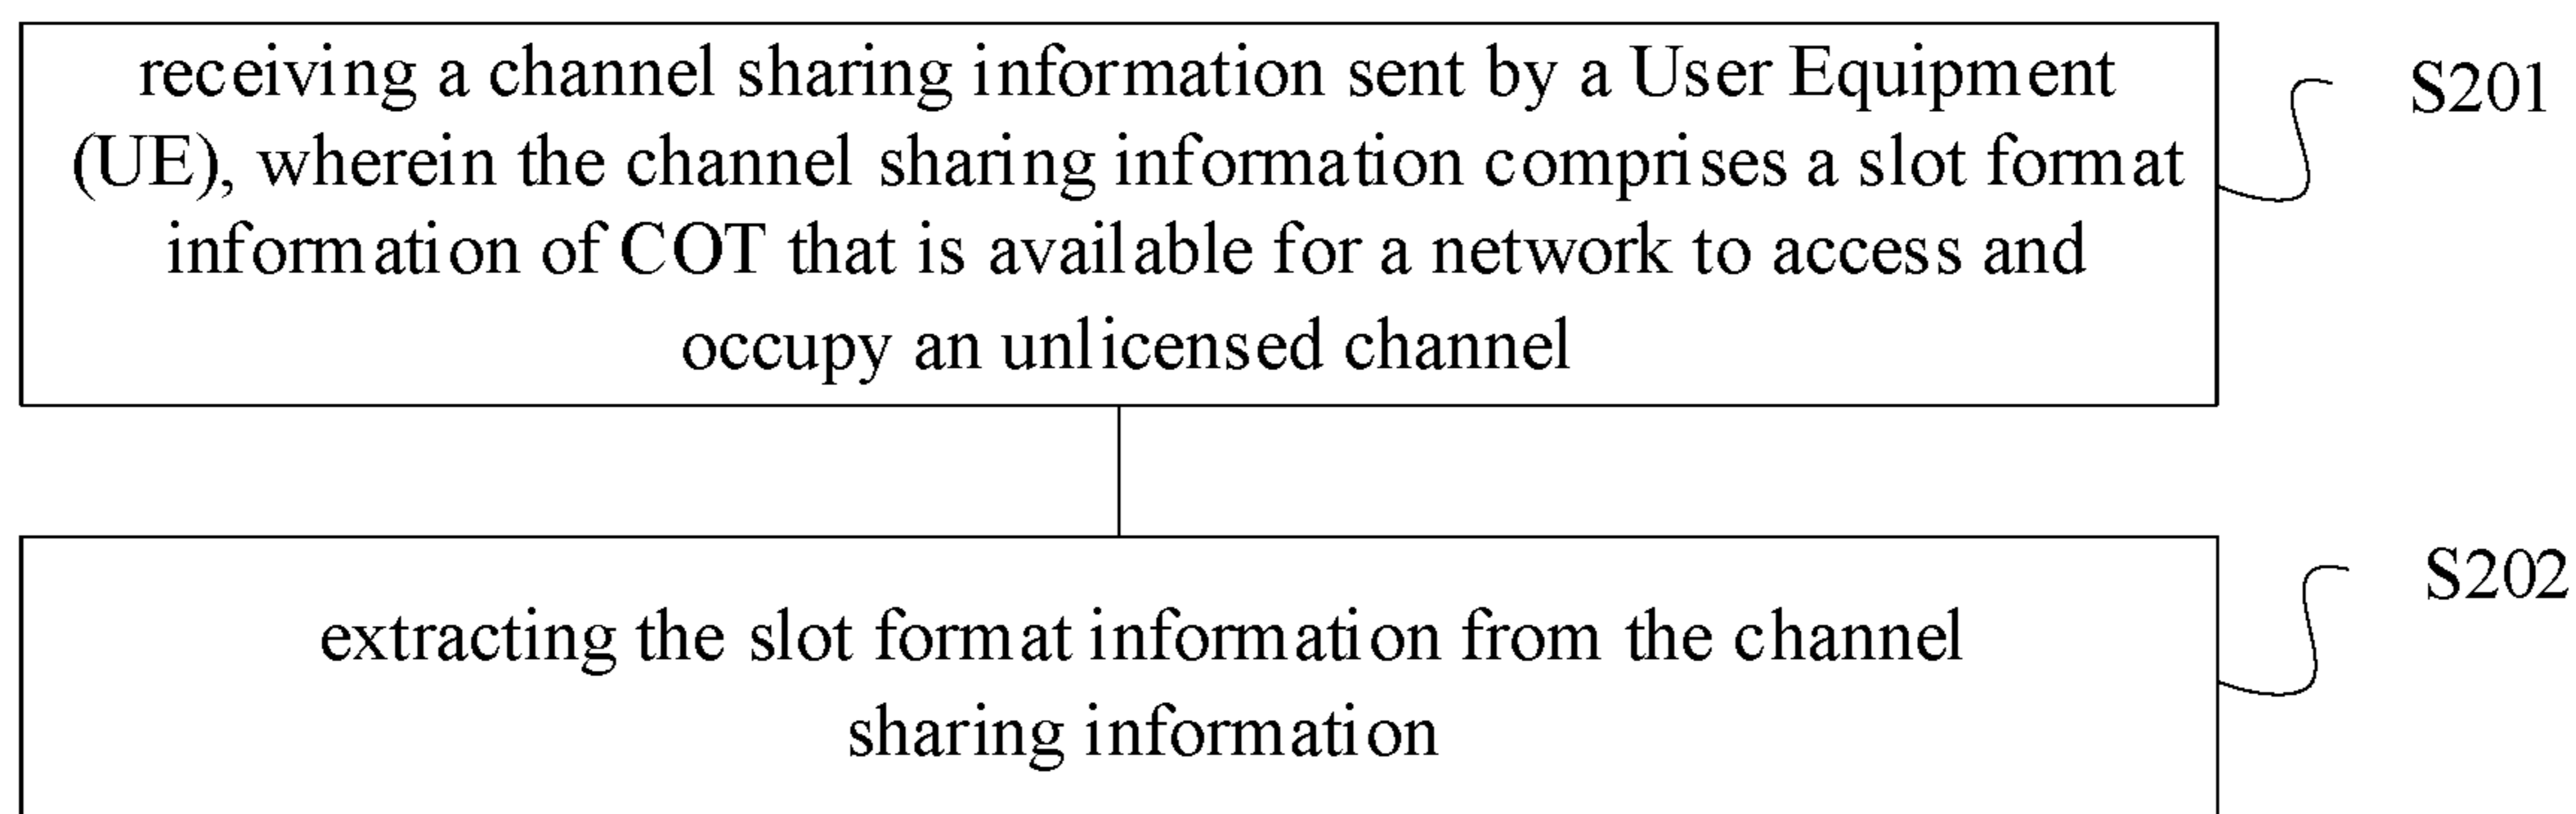 receiving a channel sharing information sent by a User Equipment
(UE), wherein the channel sharing information comprises a slot format
information of COT that is available for a network to access and
occupy an unlicensed channel
S201
extracting the slot format information from the channel
sharing information
S202